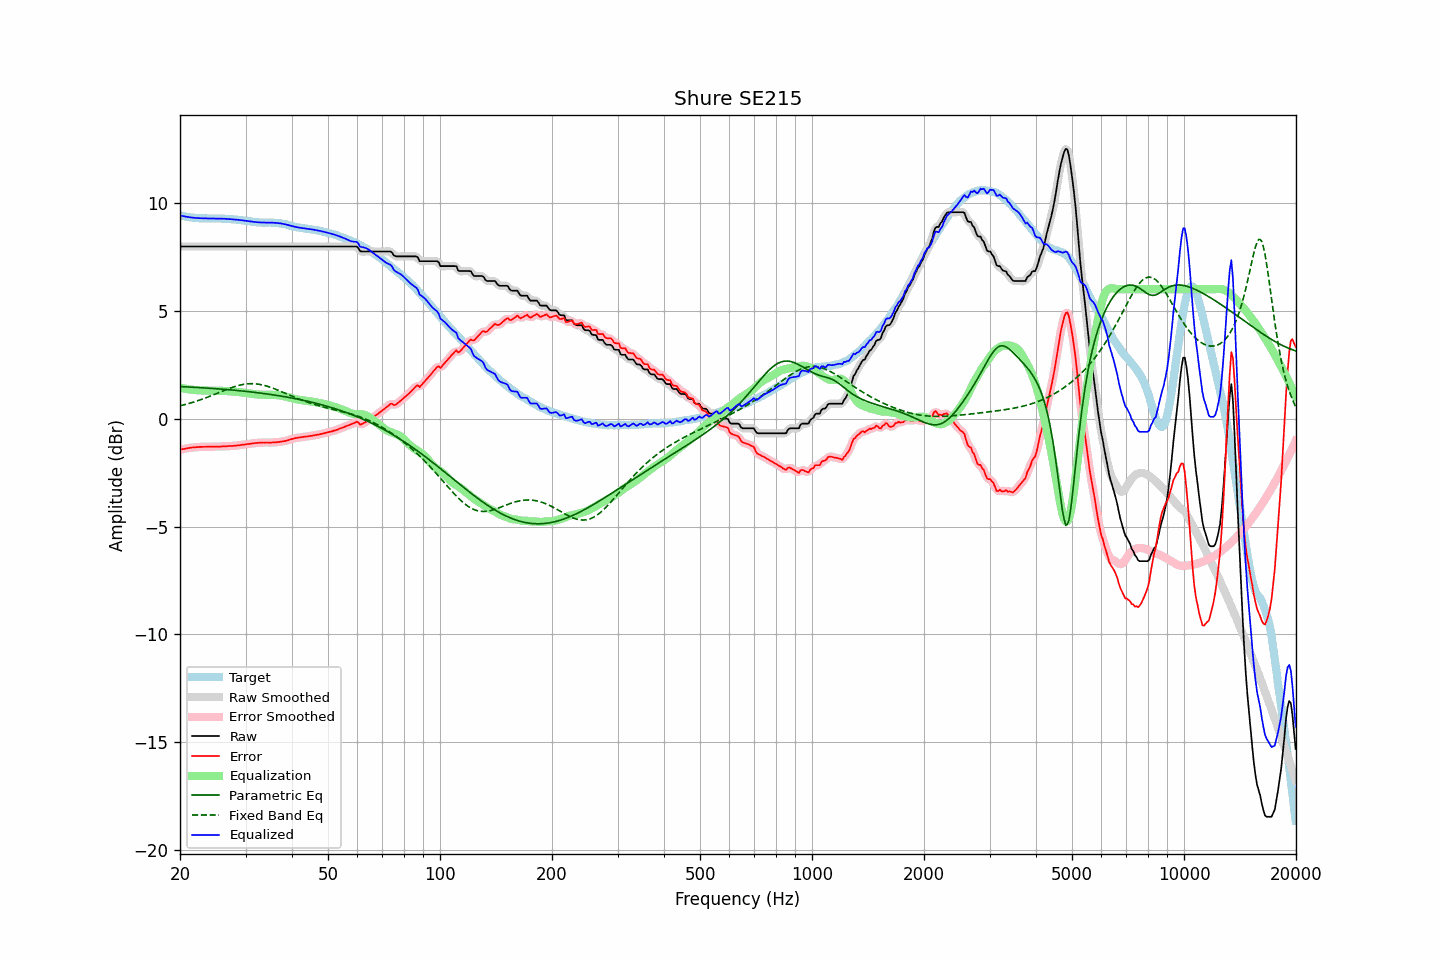 Shure SE215
Amplitude (dBr)
10
5
0
−5
−10
−15
−20
Target
Raw Smoothed
Error Smoothed
Raw
Error
Equalization
Parametric Eq
Fixed Band Eq
Equalized
20 50 100 200 500 1000 2000 5000 10000 20000
Frequency (Hz)